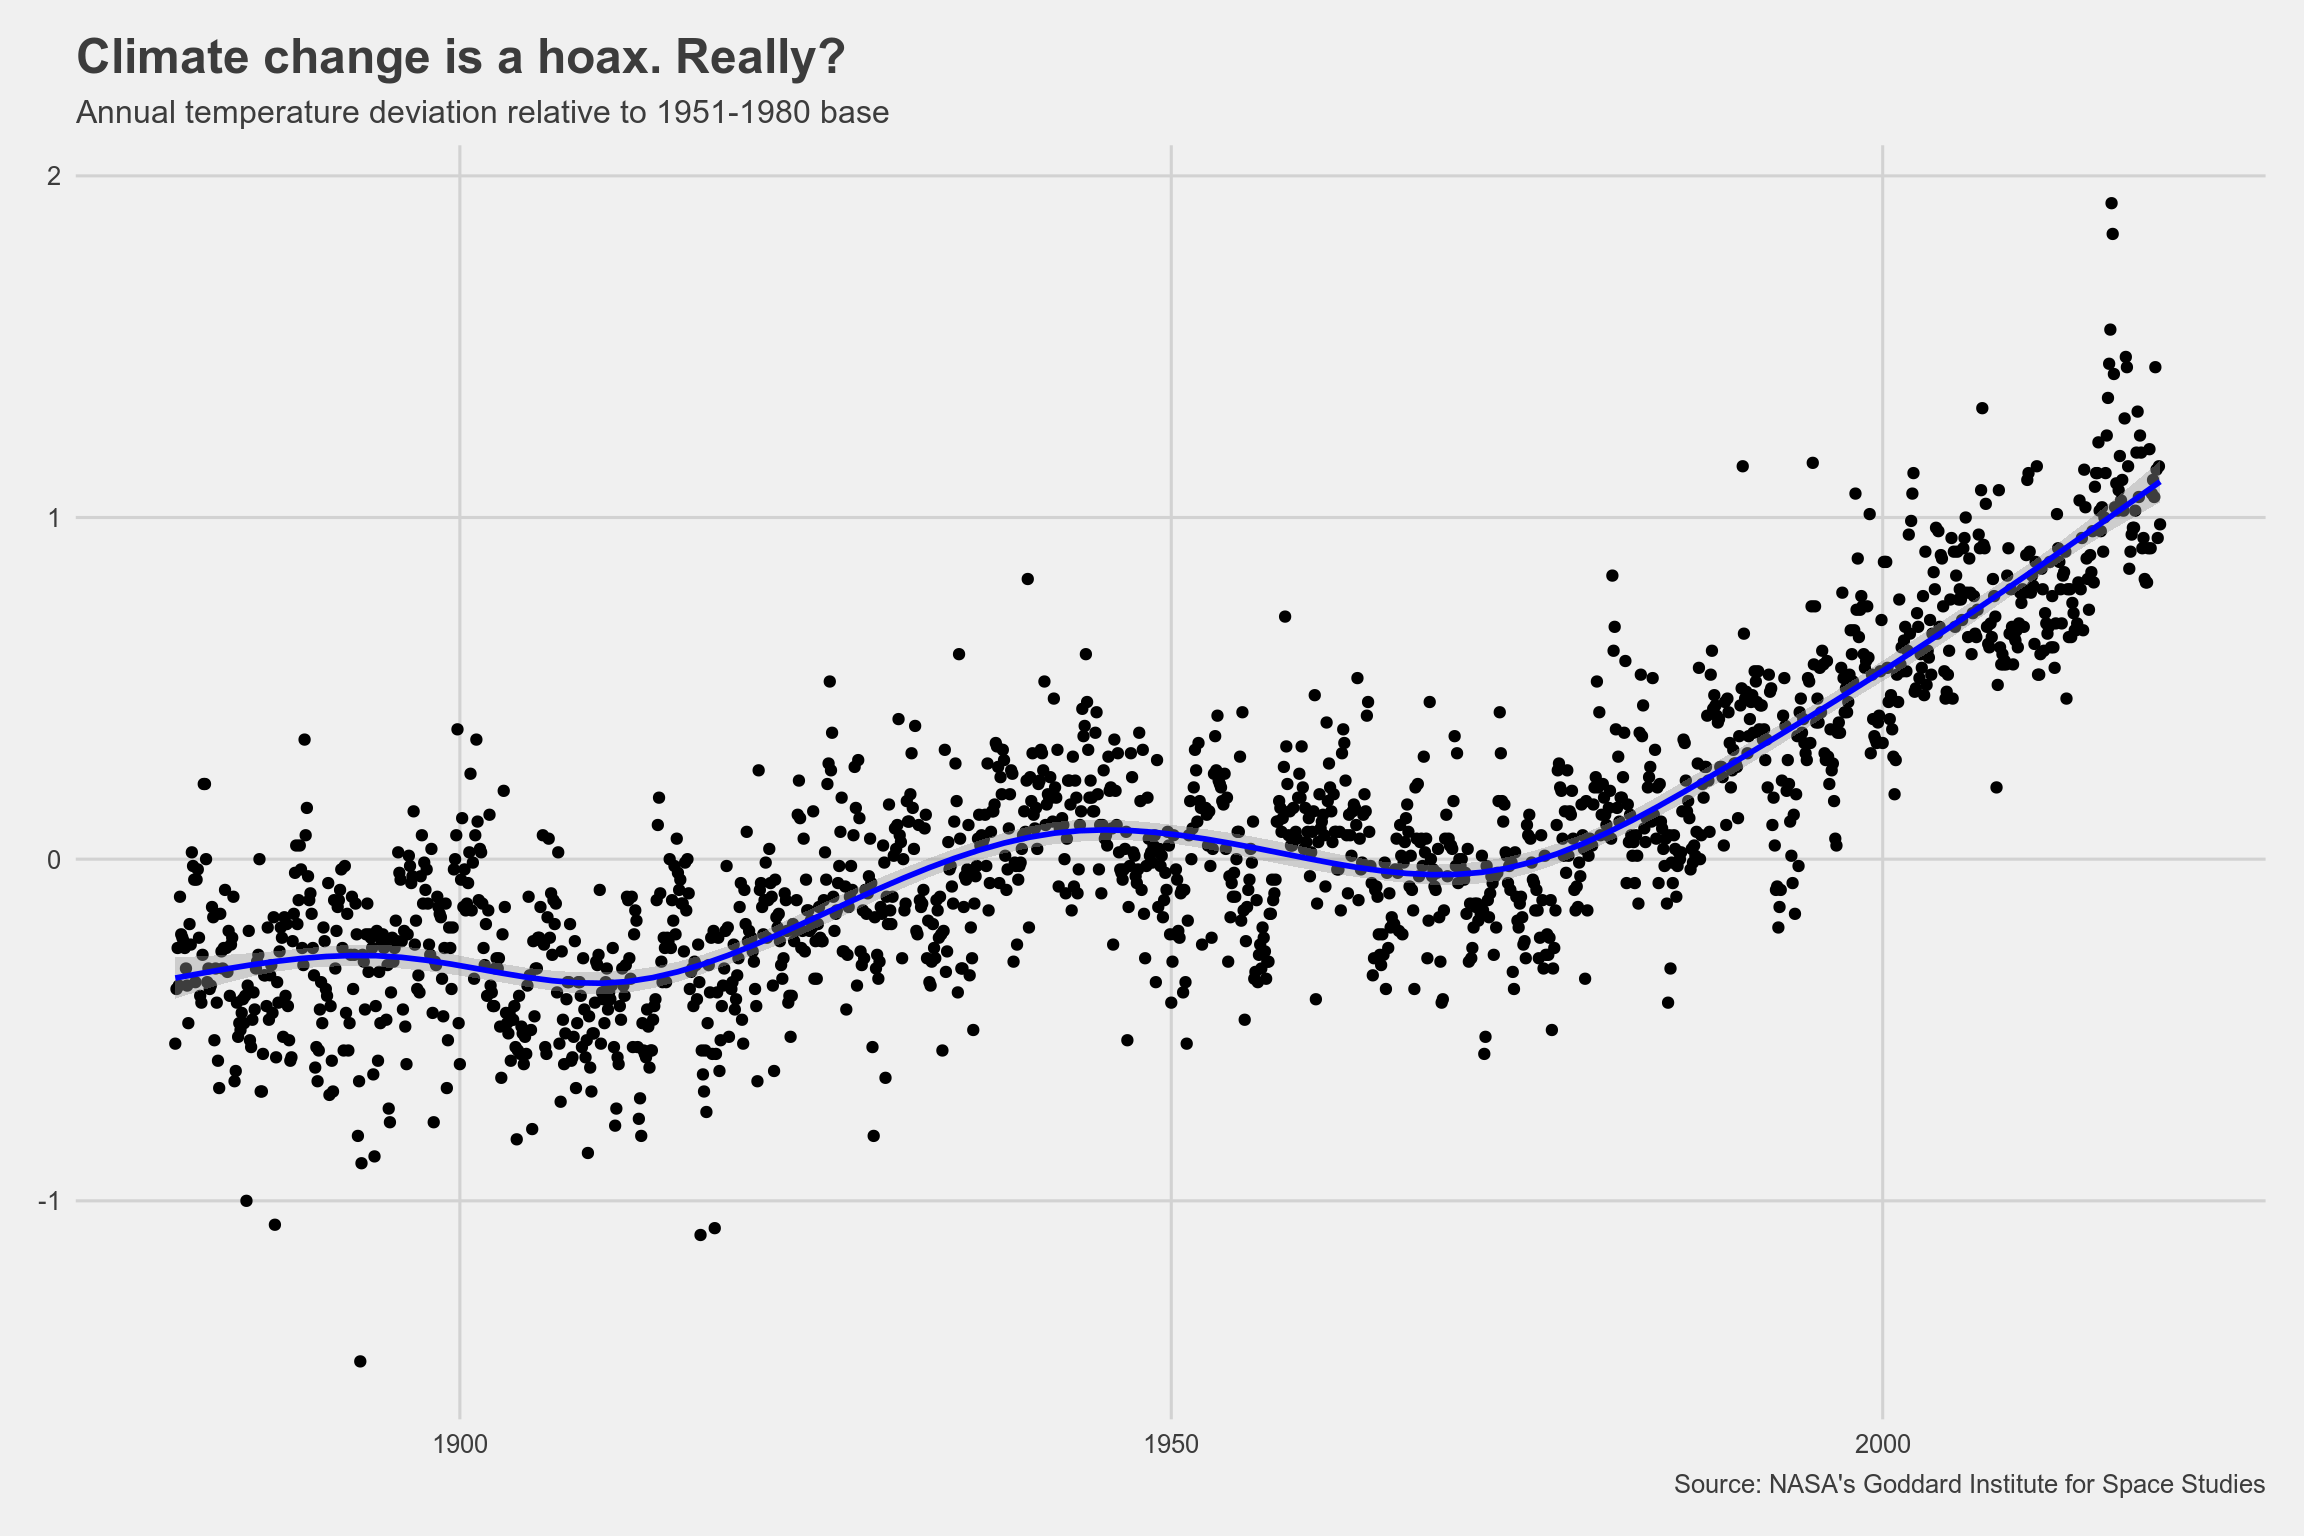 Climate change is a hoax. Really?
Annual temperature deviation relative to 1951-1980 base
2
1
0
-1
1900
1950
2000
Source: NASA's Goddard Institute for Space Studies